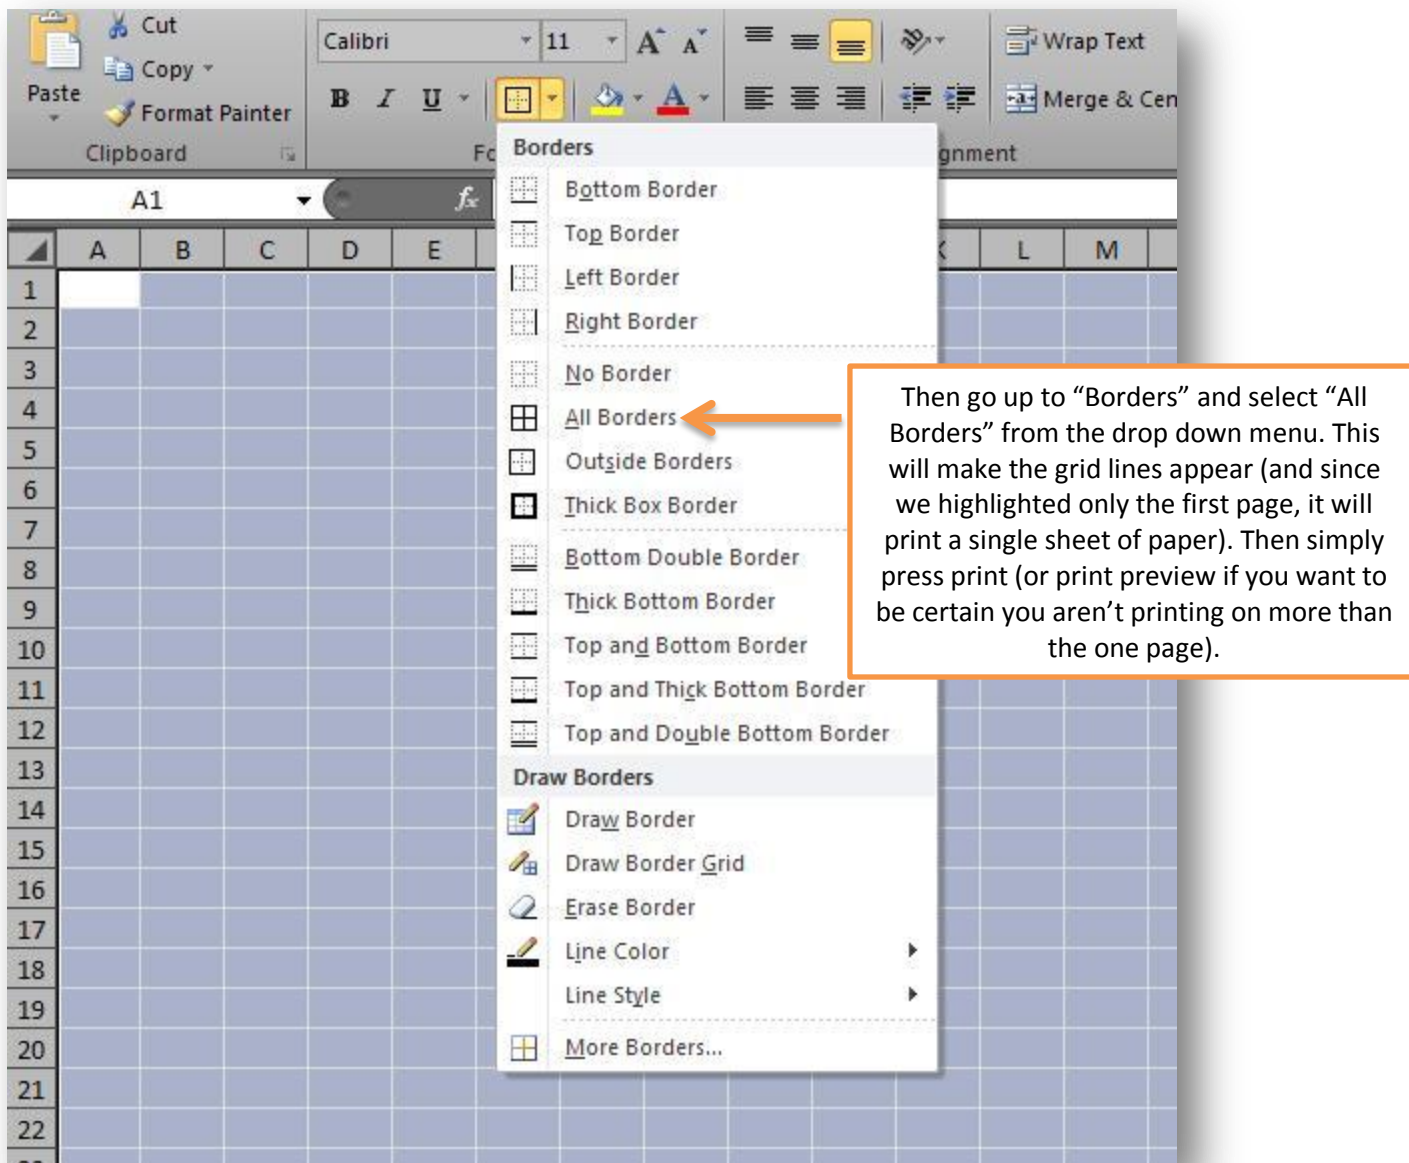 Cut
Calibri
11
A A
Wrap Text
Copy
Paste
B I U
A
Merge & Cen
Format Painter
Clipboard
Fo
gnment
A1
fx
A B C D E K L M
Borders
Bottom Border
Top Border
Left Border
Right Border
No Border
All Borders
Outside Borders
Thick Box Border
Bottom Double Border
Thick Bottom Border
Top and Bottom Border
Top and Thick Bottom Border
Top and Double Bottom Border
Draw Borders
Draw Border
Draw Border Grid
Erase Border
Line Color
Line Style
More Borders...
1
2
3
4
5
6
7
8
9
10
11
12
13
14
15
16
17
18
19
20
21
22
Then go up to “Borders” and select “All
Borders” from the drop down menu. This
will make the grid lines appear (and since
we highlighted only the first page, it will
print a single sheet of paper). Then simply
press print (or print preview if you want to
be certain you aren’t printing on more than
the one page).